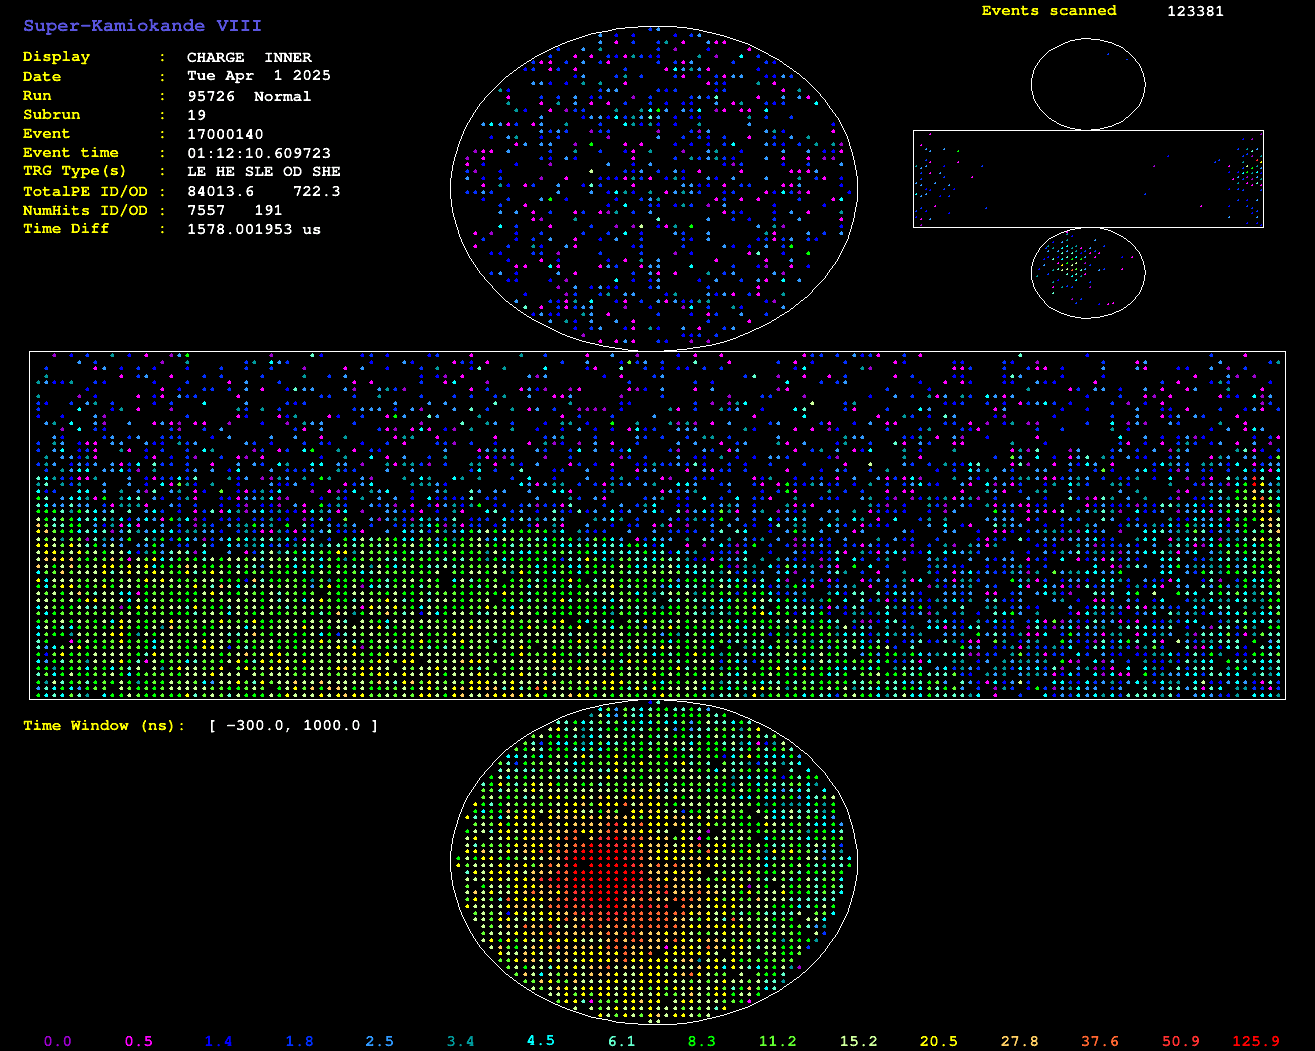 Super-Kamiokande VIII
Events scanned 123381
Display : CHARGE INNER
Date : Tue Apr 1 2025
Run : 95726 Normal
Subrun : 19
Event : 17000140
Event time : 01:12:10.609723
TRG Type(s) : LE HE SLE OD SHE
TotalPE ID/OD : 84013.6 722.3
NumHits ID/OD : 7557 191
Time Diff : 1578.001953 us
Time Window (ns): [ -300.0, 1000.0 ]
0.0 0.5 1.4 1.8 2.5 3.4 4.5 6.1 8.3 11.2 15.2 20.5 27.8 37.6 50.9 125.9